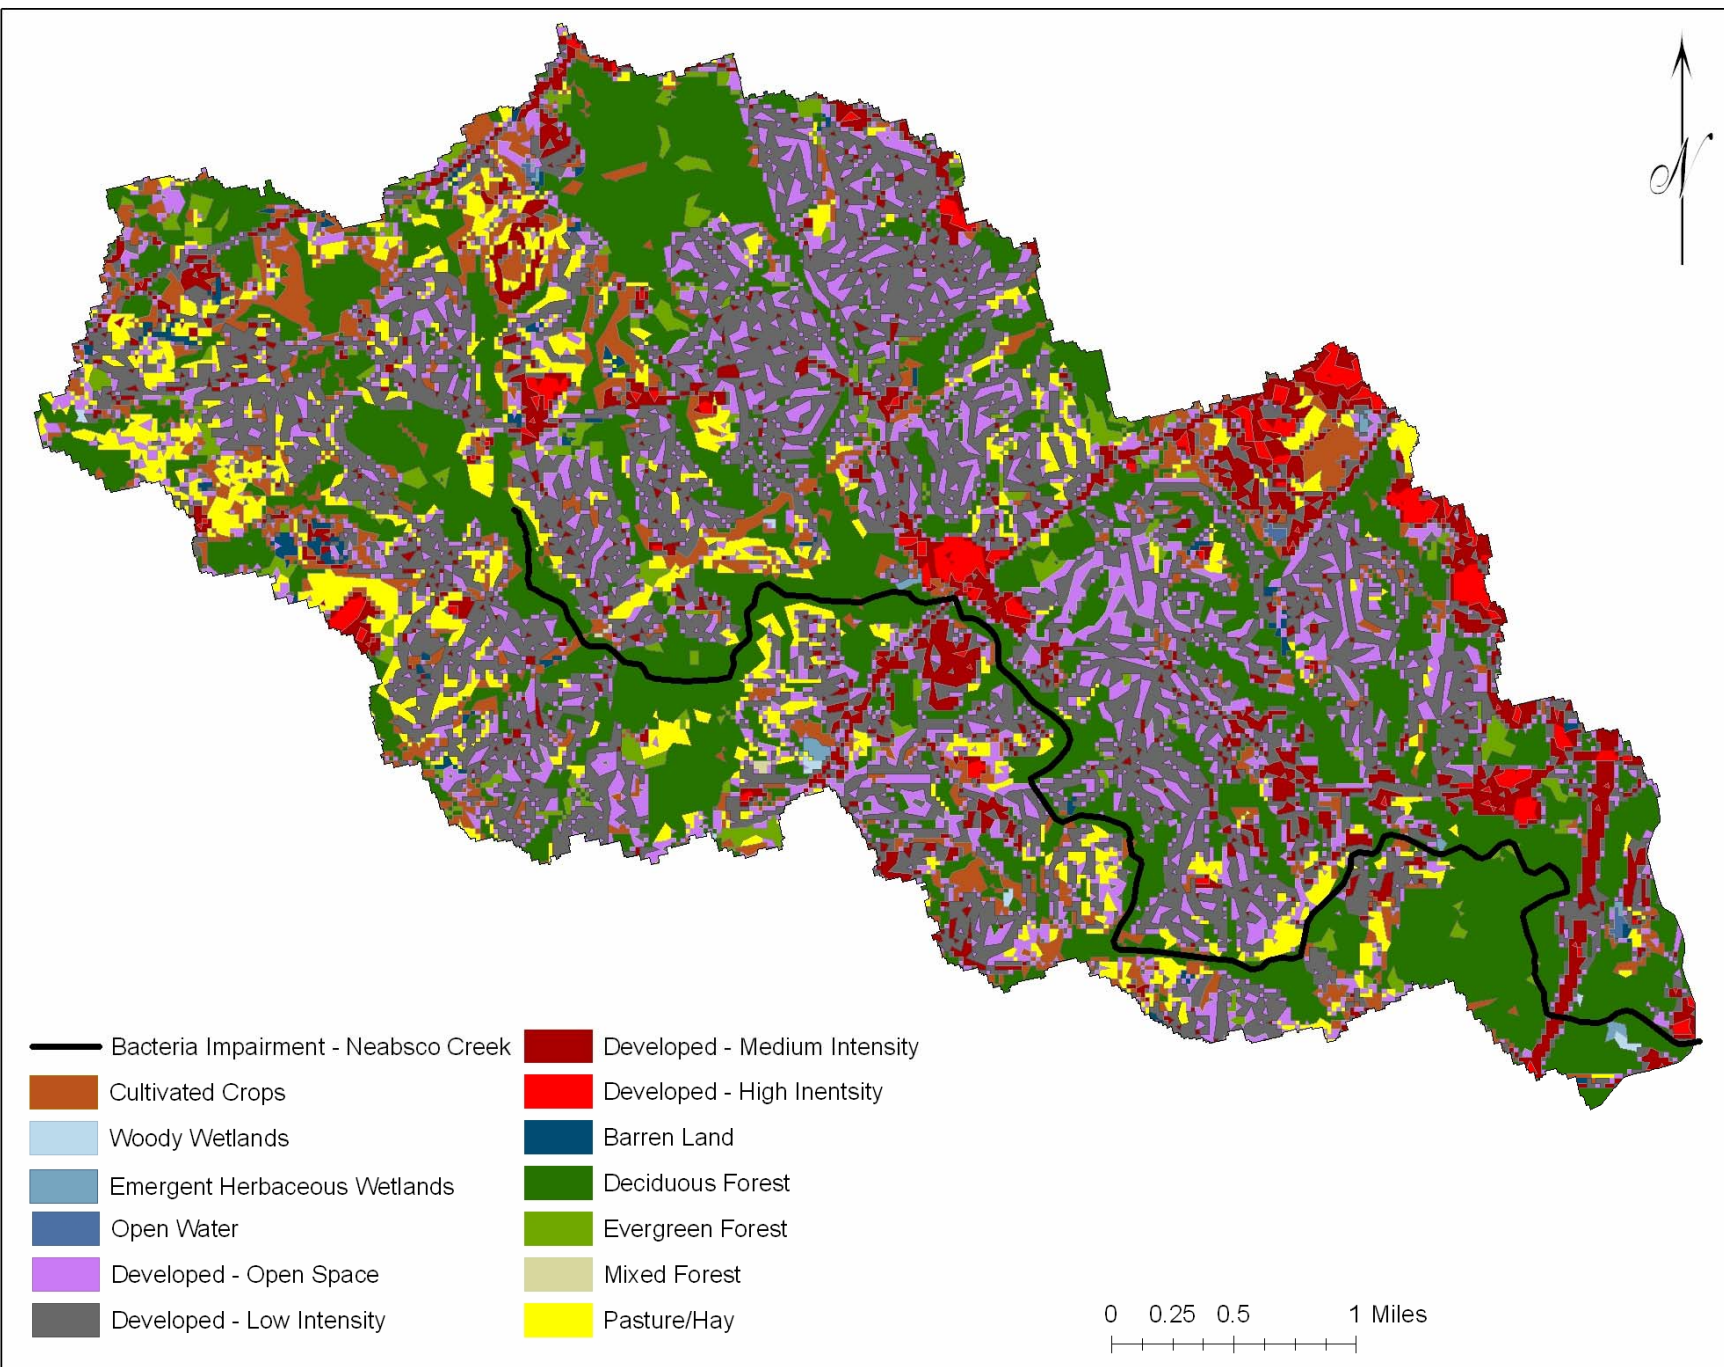 N
Bacteria Impairment - Neabsco Creek
Cultivated Crops
Woody Wetlands
Emergent Herbaceous Wetlands
Open Water
Developed - Open Space
Developed - Low Intensity
Developed - Medium Intensity
Developed - High Inentsity
Barren Land
Deciduous Forest
Evergreen Forest
Mixed Forest
Pasture/Hay
0 0.25 0.5 1 Miles